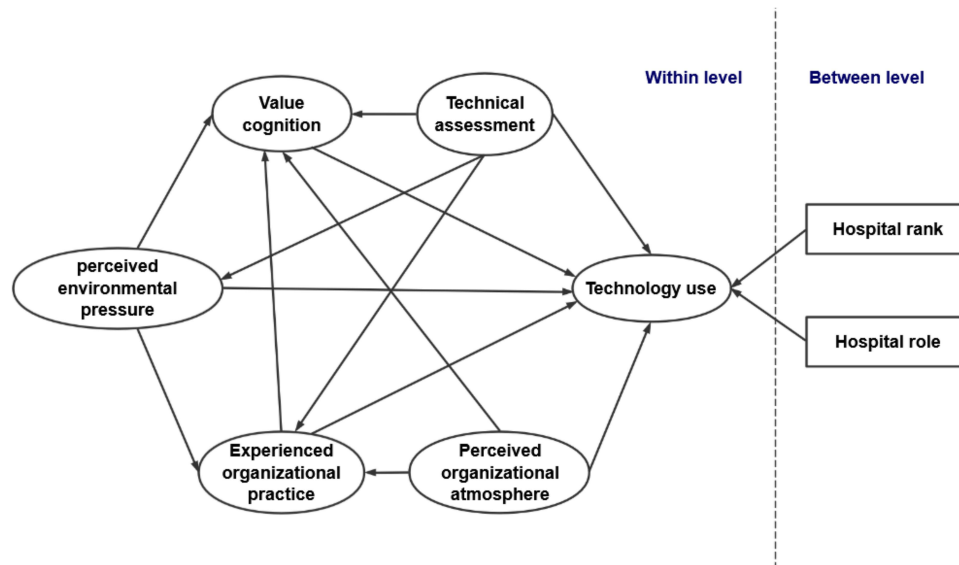 Within level
Between level
Value
cognition
Technical
assessment
perceived
environmental
pressure
Technology use
Hospital rank
Hospital role
Experienced
organizational
practice
Perceived
organizational
atmosphere